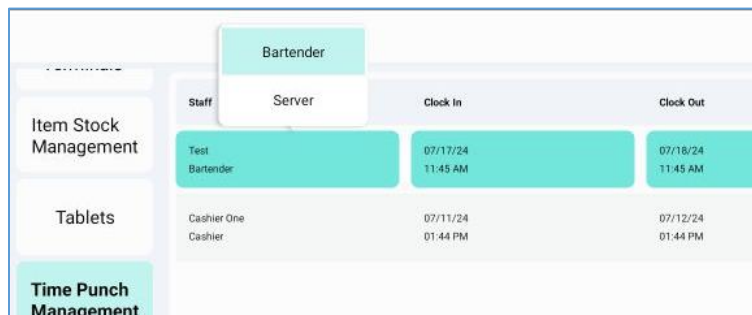 Bartender
Server
Staff
Clock In
Clock Out
Item Stock
Management
Test
Bartender
07/17/24
11:45 AM
07/18/24
11:45 AM
Tablets
Cashier One
Cashier
07/11/24
01:44 PM
07/12/24
01:44 PM
Time Punch
Management